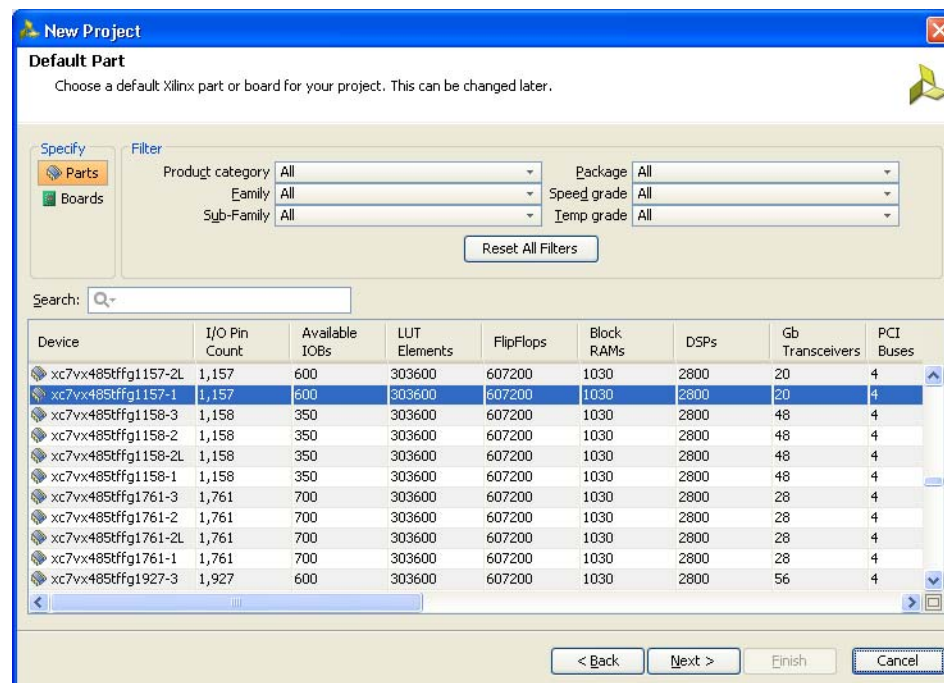 New Project
Default Part
Choose a default Xilinx part or board for your project. This can be changed later.
Specify Filter
Parts Product category All Package All
Boards Family All Speed grade All
Sub-Family All Temp grade All
Reset All Filters
Search:
Device I/O Pin Count Available IOBs LUT Elements FlipFlops Block RAMs DSPs Gb Transceivers PCI Buses
xc7vx485tffg1157-2L 1,157 600 303600 607200 1030 2800 20 4
xc7vx485tffg1157-1 1,157 600 303600 607200 1030 2800 20 4
xc7vx485tffg1158-3 1,158 350 303600 607200 1030 2800 48 4
xc7vx485tffg1158-2 1,158 350 303600 607200 1030 2800 48 4
xc7vx485tffg1158-2L 1,158 350 303600 607200 1030 2800 48 4
xc7vx485tffg1158-1 1,158 350 303600 607200 1030 2800 48 4
xc7vx485tffg1761-3 1,761 700 303600 607200 1030 2800 28 4
xc7vx485tffg1761-2 1,761 700 303600 607200 1030 2800 28 4
xc7vx485tffg1761-2L 1,761 700 303600 607200 1030 2800 28 4
xc7vx485tffg1761-1 1,761 700 303600 607200 1030 2800 28 4
xc7vx485tffg1927-3 1,927 600 303600 607200 1030 2800 56 4
< Back Next > Finish Cancel